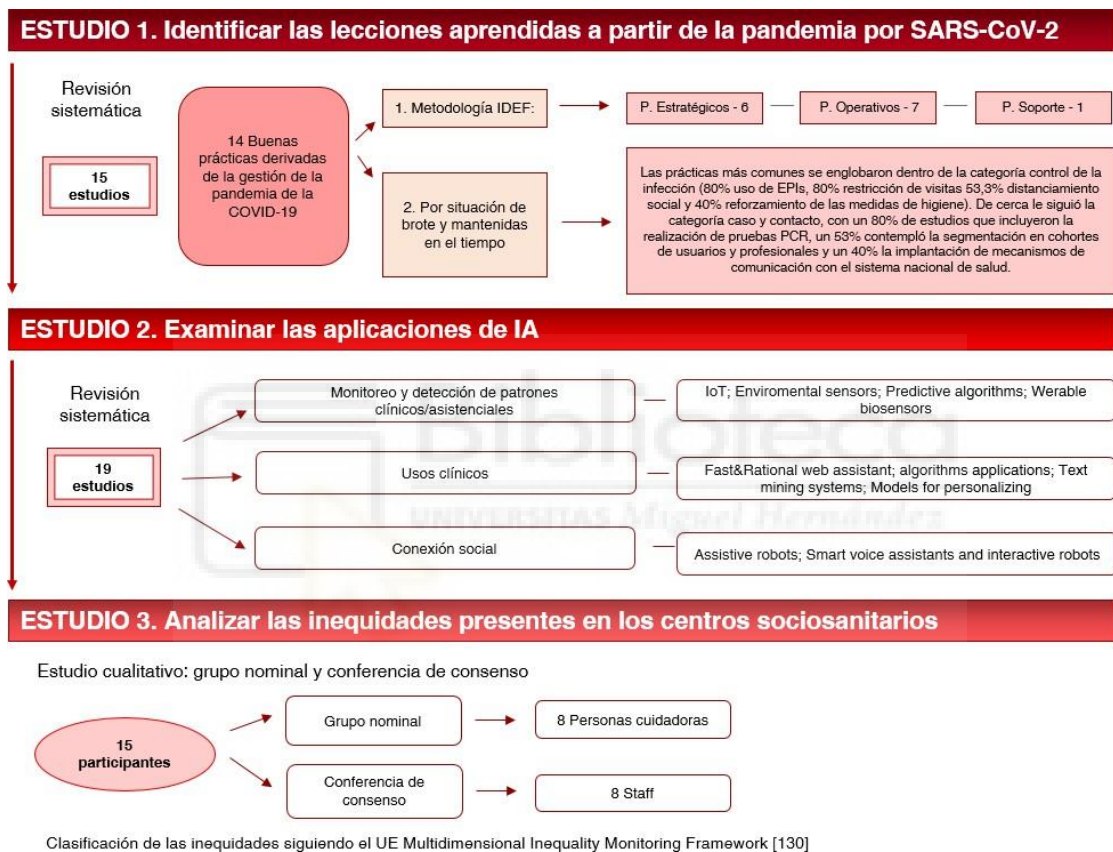 ESTUDIO 1. Identificar las lecciones aprendidas a partir de la pandemia por SARS-CoV-2
Revisión
sistemática
15
estudios
14 Buenas
prácticas derivadas
de la gestión de la
pandemia de la
COVID-19
1. Metodología IDEF:
P. Estratégicos - 6
P. Operativos - 7
P. Soporte - 1
2. Por situación de
brote y mantenidas
en el tiempo
Las prácticas más comunes se englobaron dentro de la categoría control de la
infección (80% uso de EPIs, 80% restricción de visitas 53,3% distanciamiento
social y 40% reforzamiento de las medidas de higiene). De cerca le siguió la
categoría caso y contacto, con un 80% de estudios que incluyeron la
realización de pruebas PCR, un 53% contempló la segmentación en cohortes
de usuarios y profesionales y un 40% la implantación de mecanismos de
comunicación con el sistema nacional de salud.
ESTUDIO 2. Examinar las aplicaciones de IA
Revisión
sistemática
19
estudios
Monitoreo y detección de patrones
clínicos/asistenciales
IoT; Enviromental sensors; Predictive algorithms; Werable
biosensors
Usos clínicos
Fast&Rational web assistant; algorithms applications; Text
mining systems; Models for personalizing
Conexión social
Assistive robots; Smart voice assistants and interactive robots
Biblioteca
UNIVERSITAS Miguel Hernández
ESTUDIO 3. Analizar las inequidades presentes en los centros sociosanitarios
Estudio cualitativo: grupo nominal y conferencia de consenso
15
participantes
Grupo nominal
8 Personas cuidadoras
Conferencia de
consenso
8 Staff
Clasificación de las inequidades siguiendo el UE Multidimensional Inequality Monitoring Framework [130]